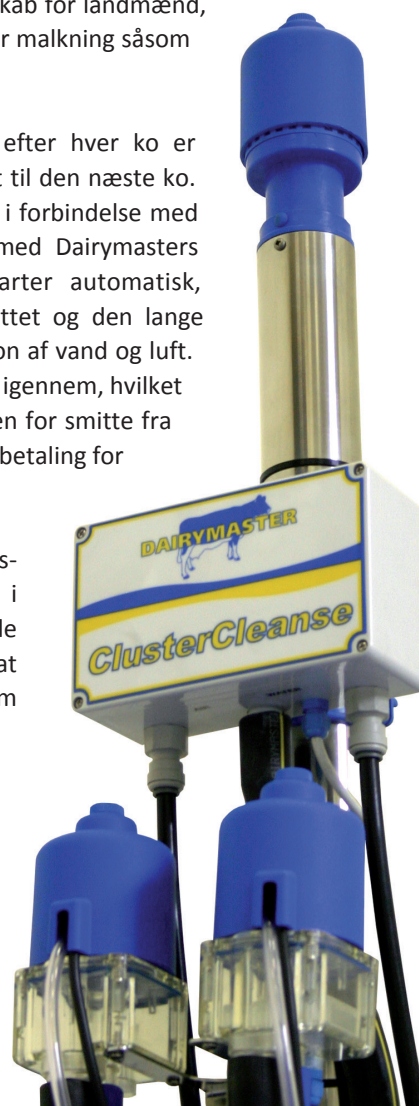 skab for landmænd,
r malkning såsom
efter hver ko er
t til den næste ko.
i forbindelse med
med Dairymasters
arter automatisk,
ttet og den lange
on af vand og luft.
igennem, hvilket
en for smitte fra
betaling for
s-
i
de
at
m
DAIRYMASTER
ClusterCleanse